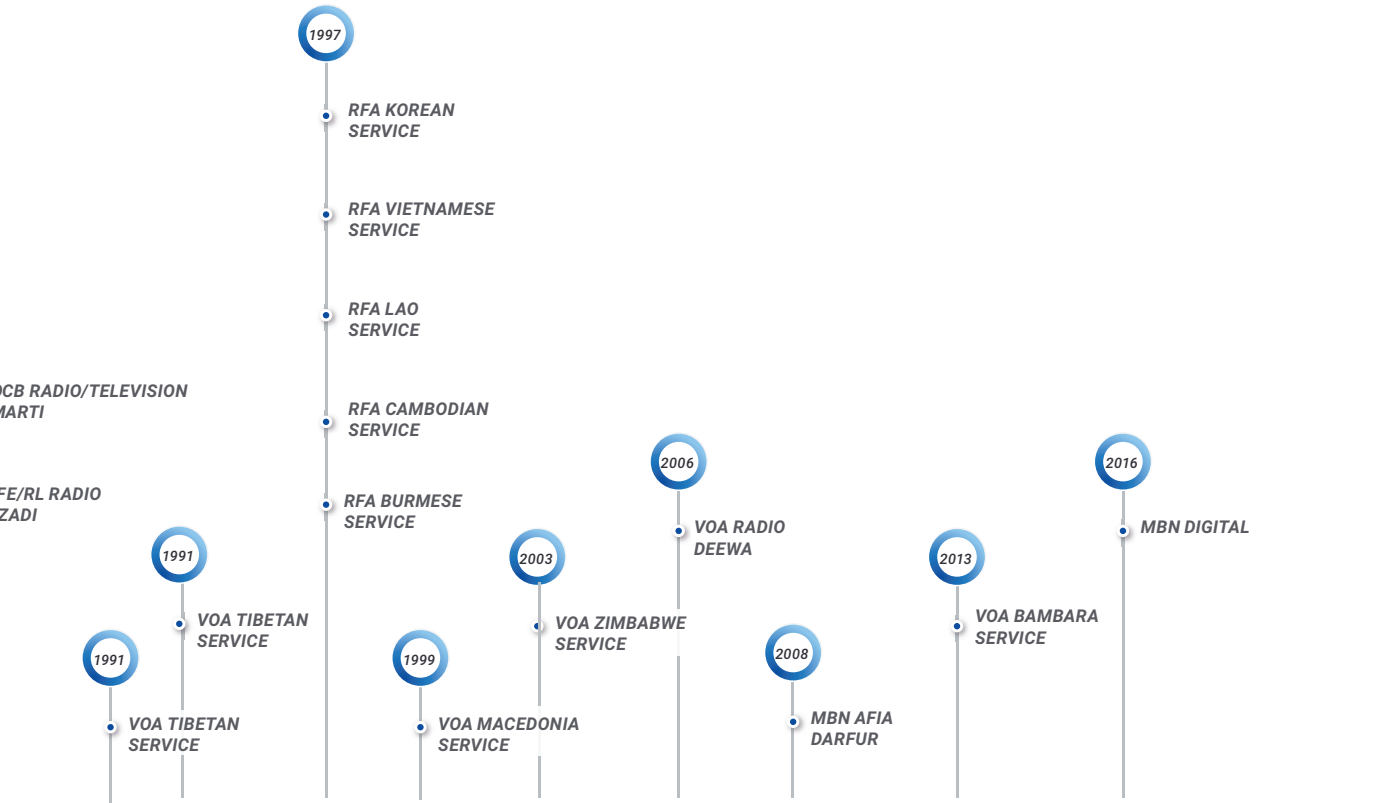 1997
RFA KOREAN
SERVICE
RFA VIETNAMESE
SERVICE
RFA LAO
SERVICE
RFA CAMBODIAN
SERVICE
RFA BURMESE
SERVICE
OCB RADIO/TELEVISION
MARTI
FE/RL RADIO
ZADI
1991
VOA TIBETAN
SERVICE
1991
VOA TIBETAN
SERVICE
1999
VOA MACEDONIA
SERVICE
2003
VOA ZIMBABWE
SERVICE
2006
VOA RADIO
DEEWA
2008
MBN AFIA
DARFUR
2013
VOA BAMBARA
SERVICE
2016
MBN DIGITAL